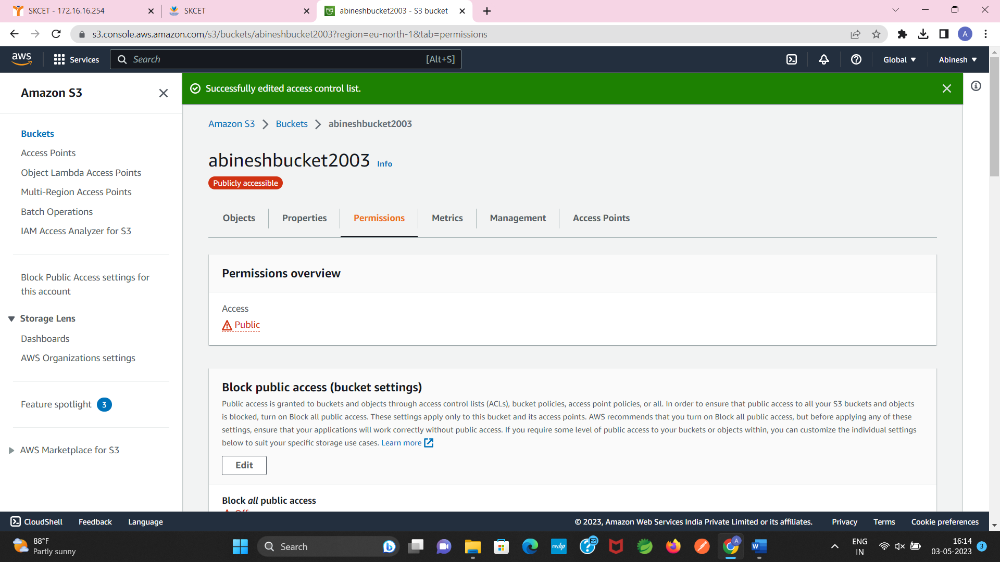 SKCET - 172.16.16.254
SKCET
abineshbucket2003 - S3 bucket
s3.console.aws.amazon.com/s3/buckets/abineshbucket2003?region=eu-north-1&tab=permissions
A
aws
Services
Search
[Alt+S]
Global
Abinesh
Amazon S3
Successfully edited access control list.
Buckets
Access Points
Object Lambda Access Points
Multi-Region Access Points
Batch Operations
IAM Access Analyzer for S3
Block Public Access settings for
this account
Storage Lens
Dashboards
AWS Organizations settings
Feature spotlight 3
AWS Marketplace for S3
Amazon S3 > Buckets > abineshbucket2003
abineshbucket2003 Info
Publicly accessible
Objects
Properties
Permissions
Metrics
Management
Access Points
Permissions overview
Access
Public
Block public access (bucket settings)
Public access is granted to buckets and objects through access control lists (ACLs), bucket policies, access point policies, or all. In order to ensure that public access to all your S3 buckets and objects
is blocked, turn on Block all public access. These settings apply only to this bucket and its access points. AWS recommends that you turn on Block all public access, but before applying any of these
settings, ensure that your applications will work correctly without public access. If you require some level of public access to your buckets or objects within, you can customize the individual settings
below to suit your specific storage use cases. Learn more
Edit
Block all public access
Off
CloudShell
Feedback
Language
© 2023, Amazon Web Services India Private Limited or its affiliates.
Privacy
Terms
Cookie preferences
88°F
Partly sunny
Search
myhp
A
W
ENG
IN
16:14
03-05-2023
3